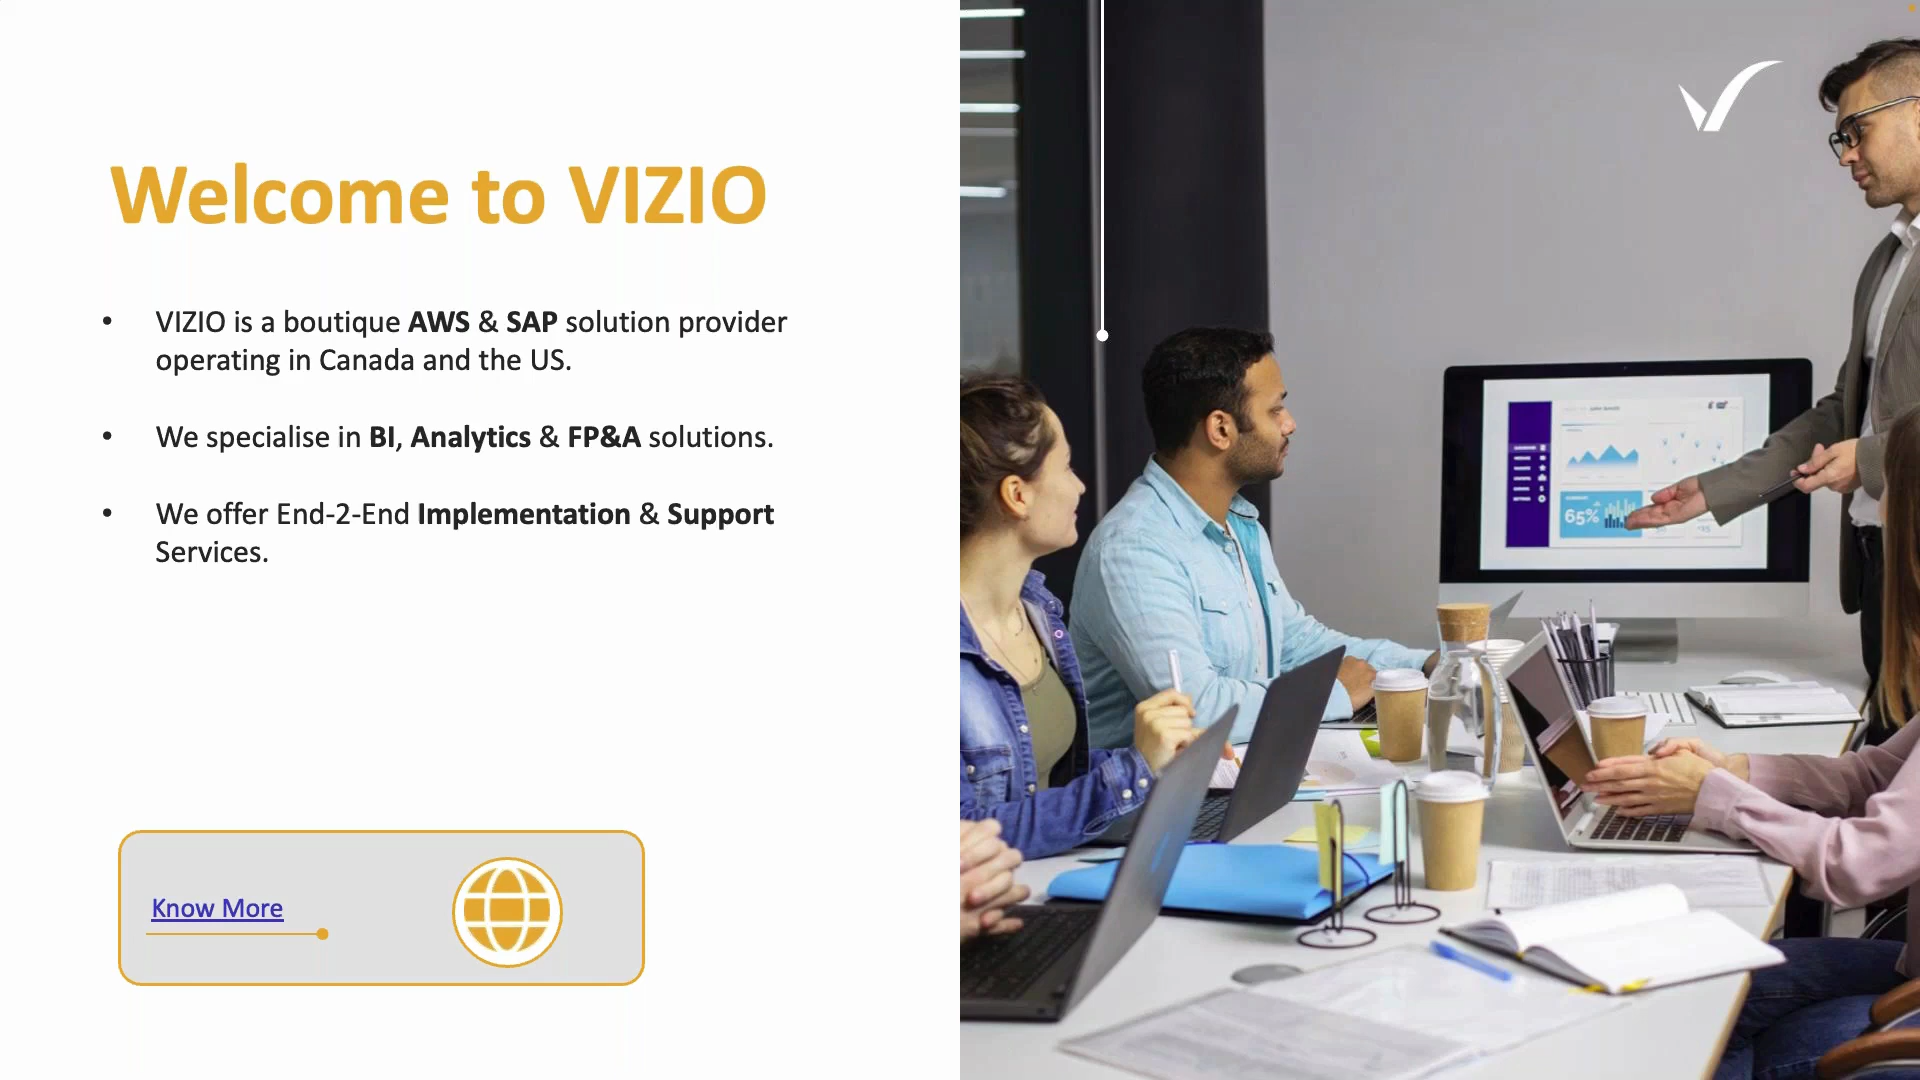 Welcome to VIZIO
• VIZIO is a boutique AWS & SAP solution provider
operating in Canada and the US.
• We specialise in BI, Analytics & FP&A solutions.
• We offer End-2-End Implementation & Support
Services.
Know More
65%